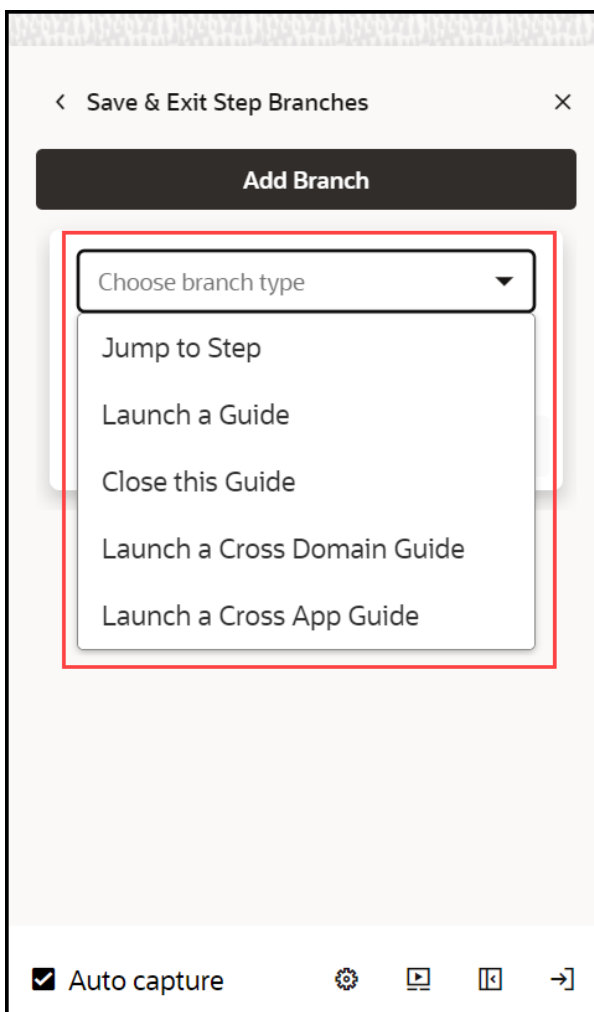 Save & Exit Step Branches
Add Branch
Choose branch type
Jump to Step
Launch a Guide
Close this Guide
Launch a Cross Domain Guide
Launch a Cross App Guide
Auto capture